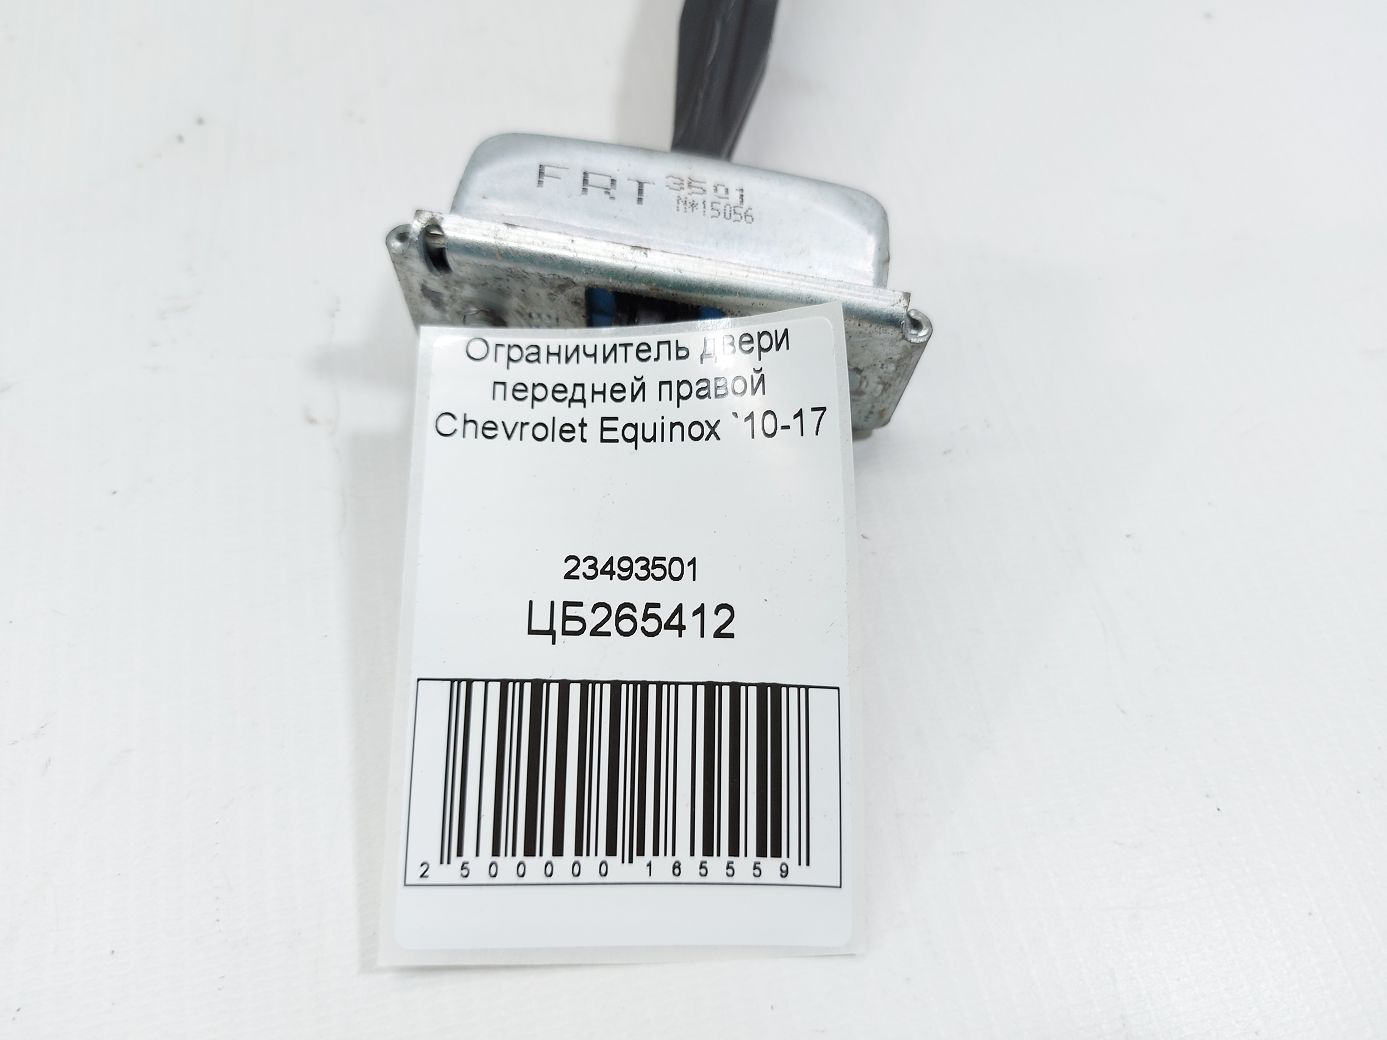 FRT 3501
N*15056
Ограничитель двери
передней правой
Chevrolet Equinox `10-17
23493501
ЦБ265412
2 500000 165559